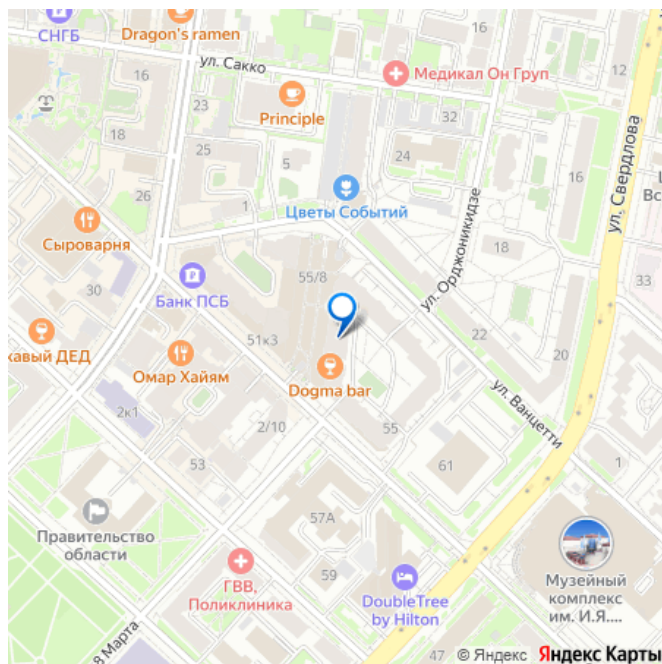 СНГБ
Dragon's ramen
16
ул. Сакко
Медикал Он Груп
12
16
23
Principle
32
18
25
24
5
16
ул. Свердлова
26
1
Цветы Событий
Сыроварня
ул. Орджоникидзе
18
55/8
33
30
Банк ПСБ
51к3
22
20
Омар Хайям
Dogma bar
ул. Ванцетти
2к1
2/10
55
53
61
1
57А
Правительство
области
59
ГВВ,
Поликлиника
DoubleTree
by Hilton
Музейный
комплекс
им. И.Я....
8 Марта
47
© Яндекс Яндекс Карты